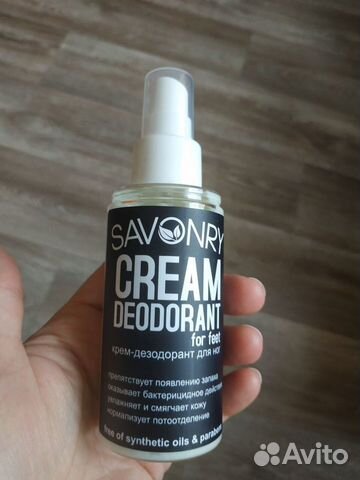 SAVONRY
CREAM
DEODORANT
for feet
крем-дезодорант для ног
препятствует появлению запаха
оказывает бактерицидное действие
увлажняет и смягчает кожу
нормализует потоотделение
free of synthetic oils & parabens
Avito